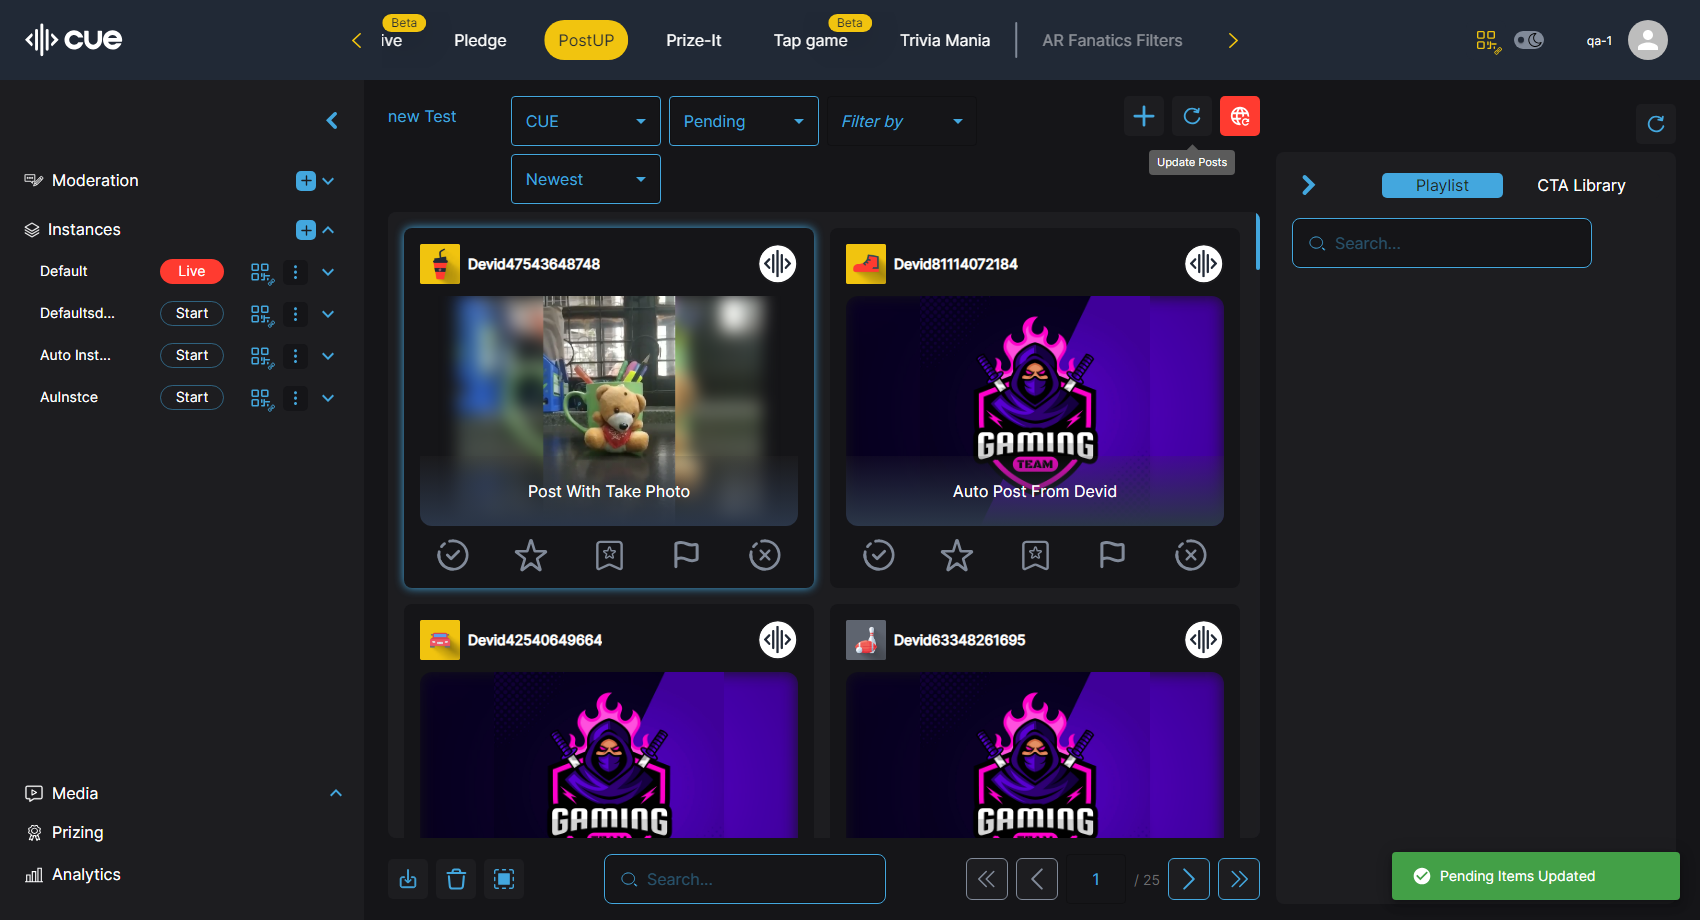 cue
ive
Beta
Pledge
PostUP
Prize-It
Tap game
Beta
Trivia Mania
AR Fanatics Filters
qa-1
Moderation
Instances
Default
Live
Defaultsd...
Start
Auto Inst...
Start
AuInstce
Start
Media
Prizing
Analytics
new Test
CUE
Pending
Filter by
Newest
Update Posts
Devid47543648748
Post With Take Photo
Devid81114072184
GAMING
TEAM
Auto Post From Devid
Devid42540649664
GAMING
Devid63348261695
GAMING
Search...
1
/ 25
Playlist
CTA Library
Search...
Pending Items Updated